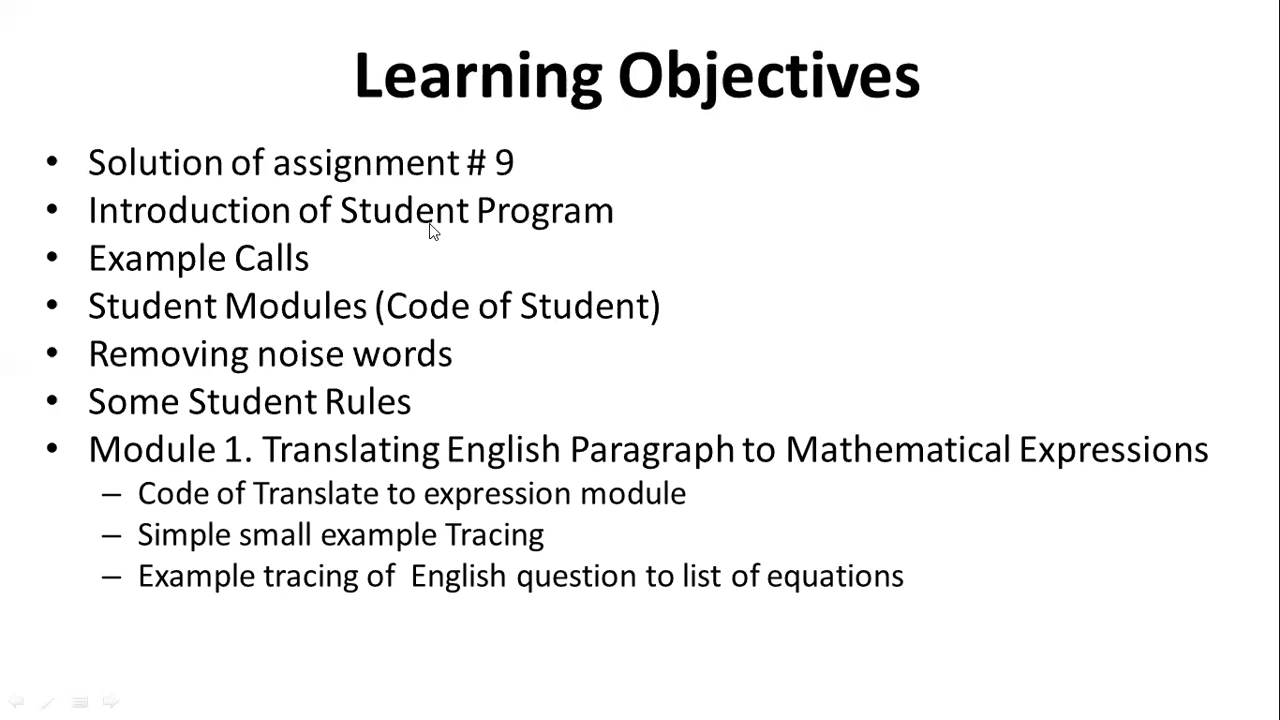 Learning Objectives
• Solution of assignment # 9
• Introduction of Student Program
• Example Calls
• Student Modules (Code of Student)
• Removing noise words
• Some Student Rules
• Module 1. Translating English Paragraph to Mathematical Expressions
– Code of Translate to expression module
– Simple small example Tracing
– Example tracing of  English question to list of equations